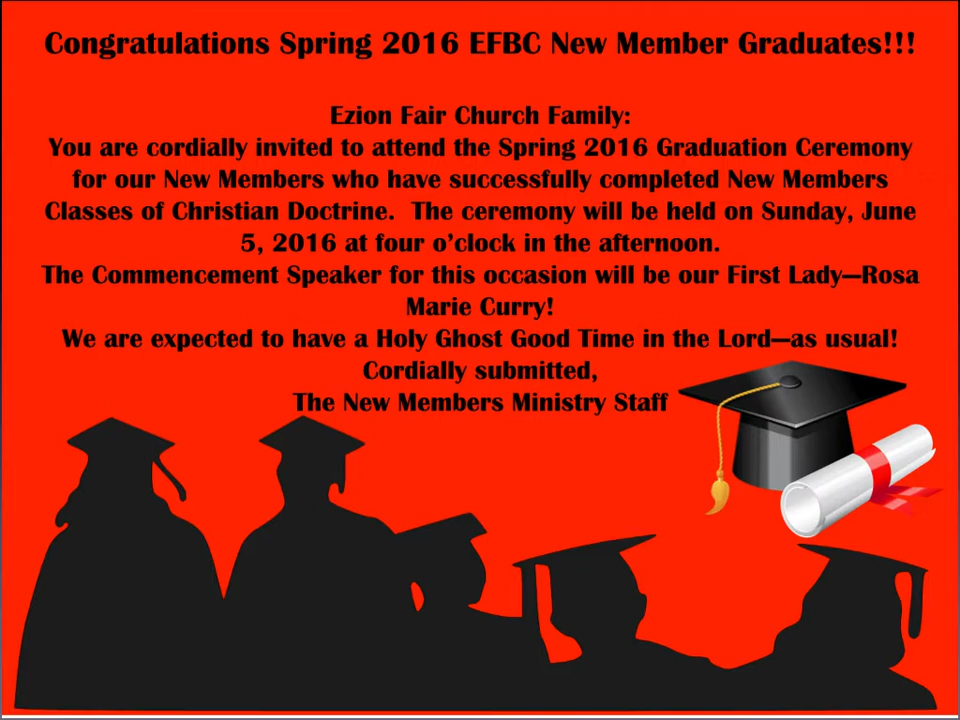 Congratulations Spring 2016 EFBC New Member Graduates!!!
Ezion Fair Church Family:
You are cordially invited to attend the Spring 2016 Graduation Ceremony
for our New Members who have successfully completed New Members
Classes of Christian Doctrine.  The ceremony will be held on Sunday, June
5, 2016 at four o’clock in the afternoon.
The Commencement Speaker for this occasion will be our First Lady—Rosa
Marie Curry!
We are expected to have a Holy Ghost Good Time in the Lord—as usual!
Cordially submitted,
The New Members Ministry Staff